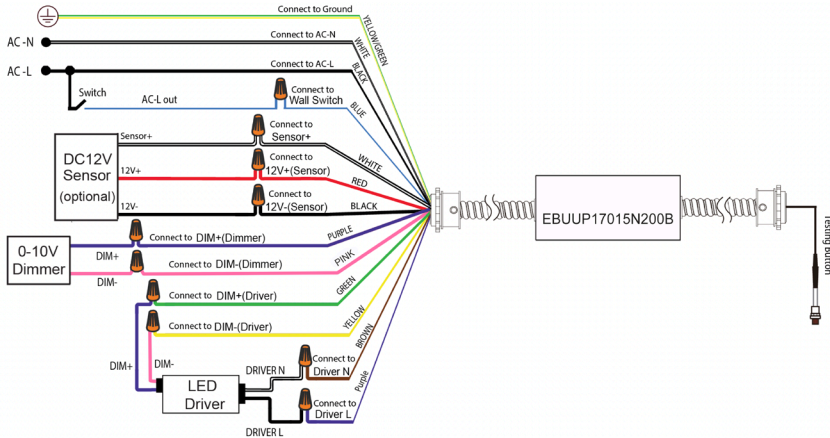 Connect to Ground
YELLOW/GREEN
AC-N
Connect to AC-N
WHITE
AC-L
Connect to AC-L
BLACK
Switch
AC-L out
Connect to
Wall Switch
BLUE
DC12V
Sensor
(optional)
Sensor+
Connect to
Sensor+
WHITE
12V+
Connect to
12V+(Sensor)
RED
12V-
Connect to
12V-(Sensor)
BLACK
0-10V
Dimmer
DIM+
Connect to DIM+(Dimmer)
PURPLE
DIM-
Connect to DIM-(Dimmer)
PINK
Connect to DIM+(Driver)
GREEN
Connect to DIM-(Driver)
YELLOW
DIM+
DIM-
LED
Driver
DRIVER N
Connect to
Driver N
BROWN
DRIVER L
Connect to
Driver L
Purple
EBUUP17015N200B
Testing Button